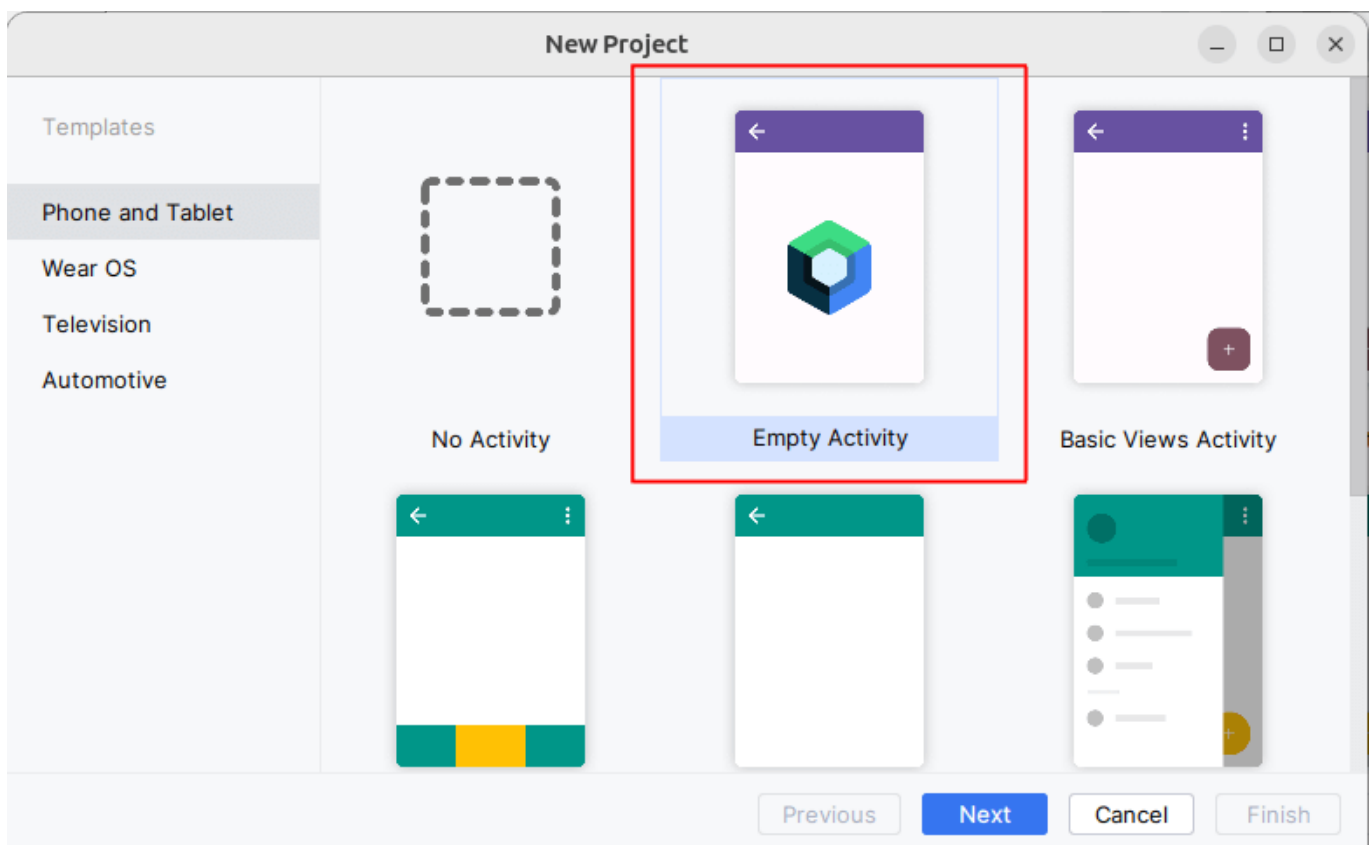 New Project
Templates
Phone and Tablet
Wear OS
Television
Automotive
No Activity
Empty Activity
Basic Views Activity
Previous
Next
Cancel
Finish